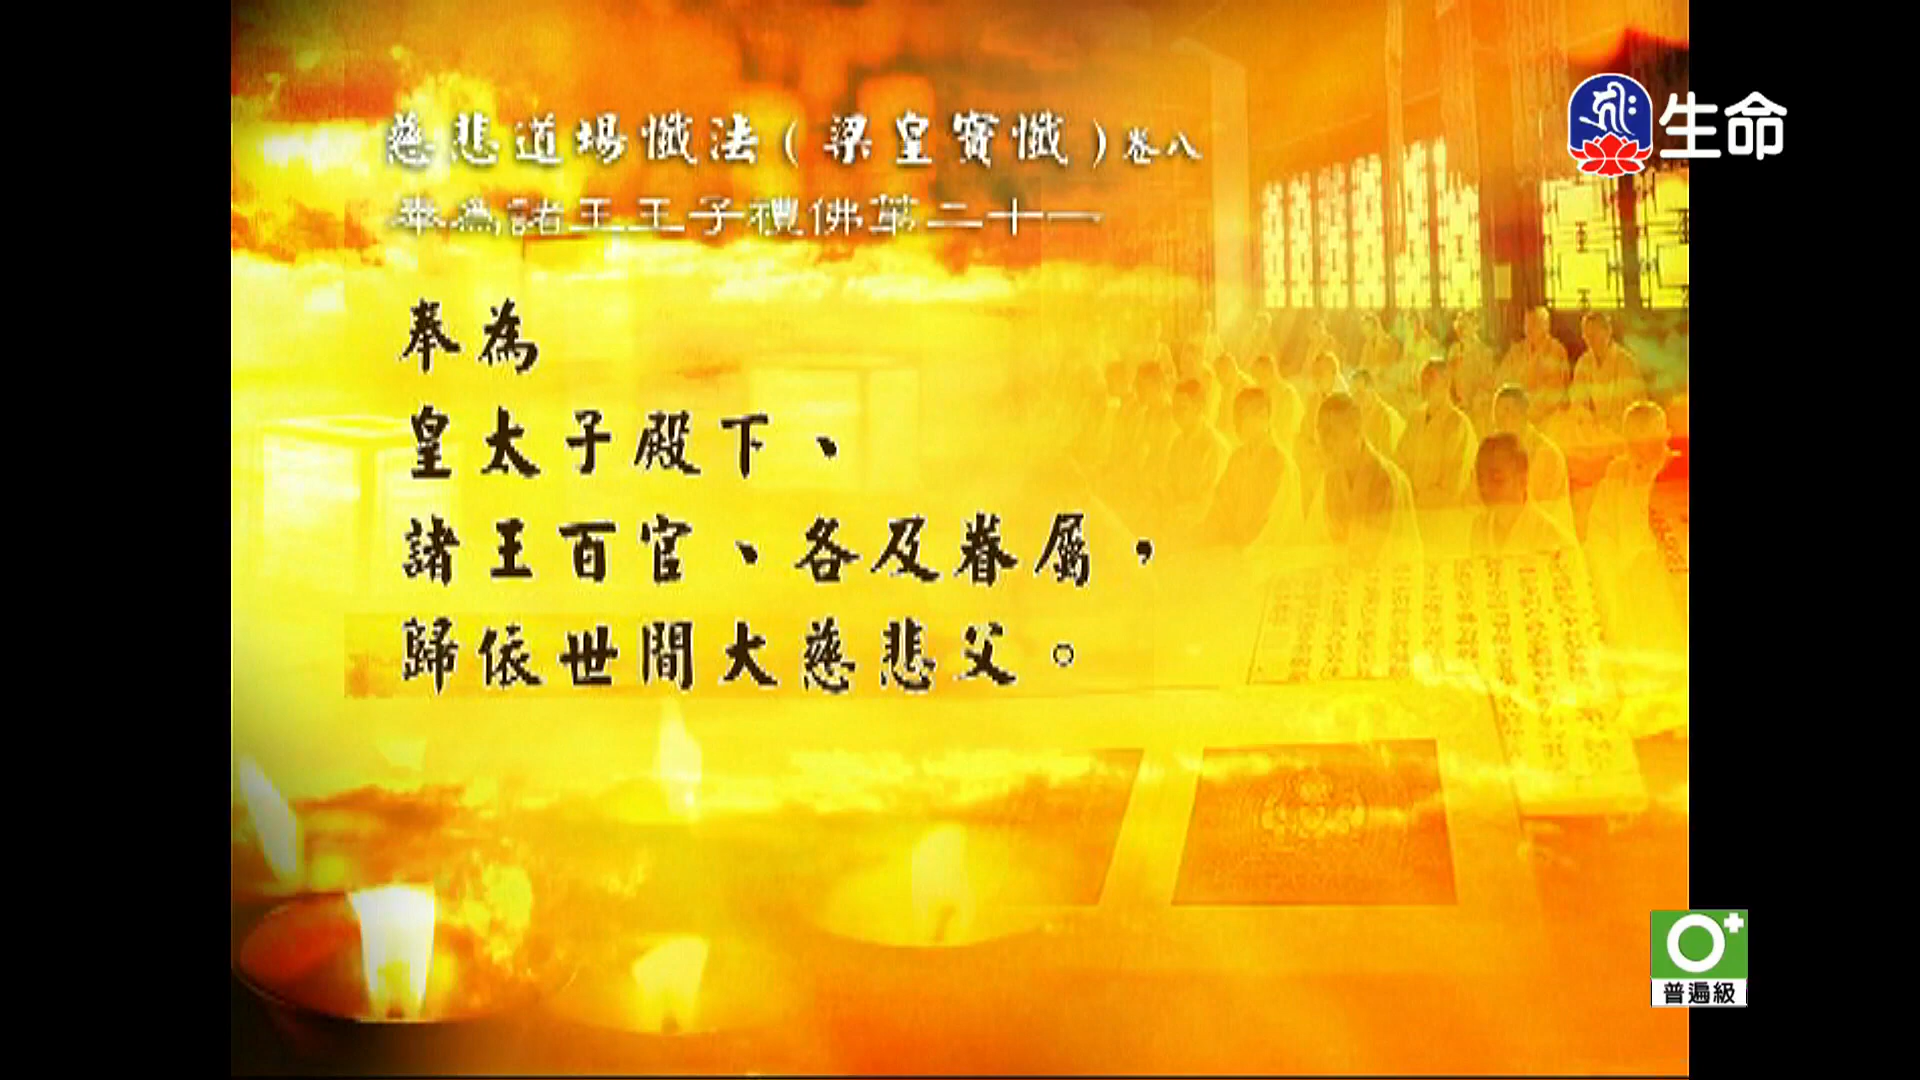 慈悲道場懺法(梁皇寶懺)卷八
奉為諸王王子禮佛第二十一
奉為
皇太子殿下、
諸王百官、各及眷屬，
歸依世間大慈悲父。
生命
普遍級